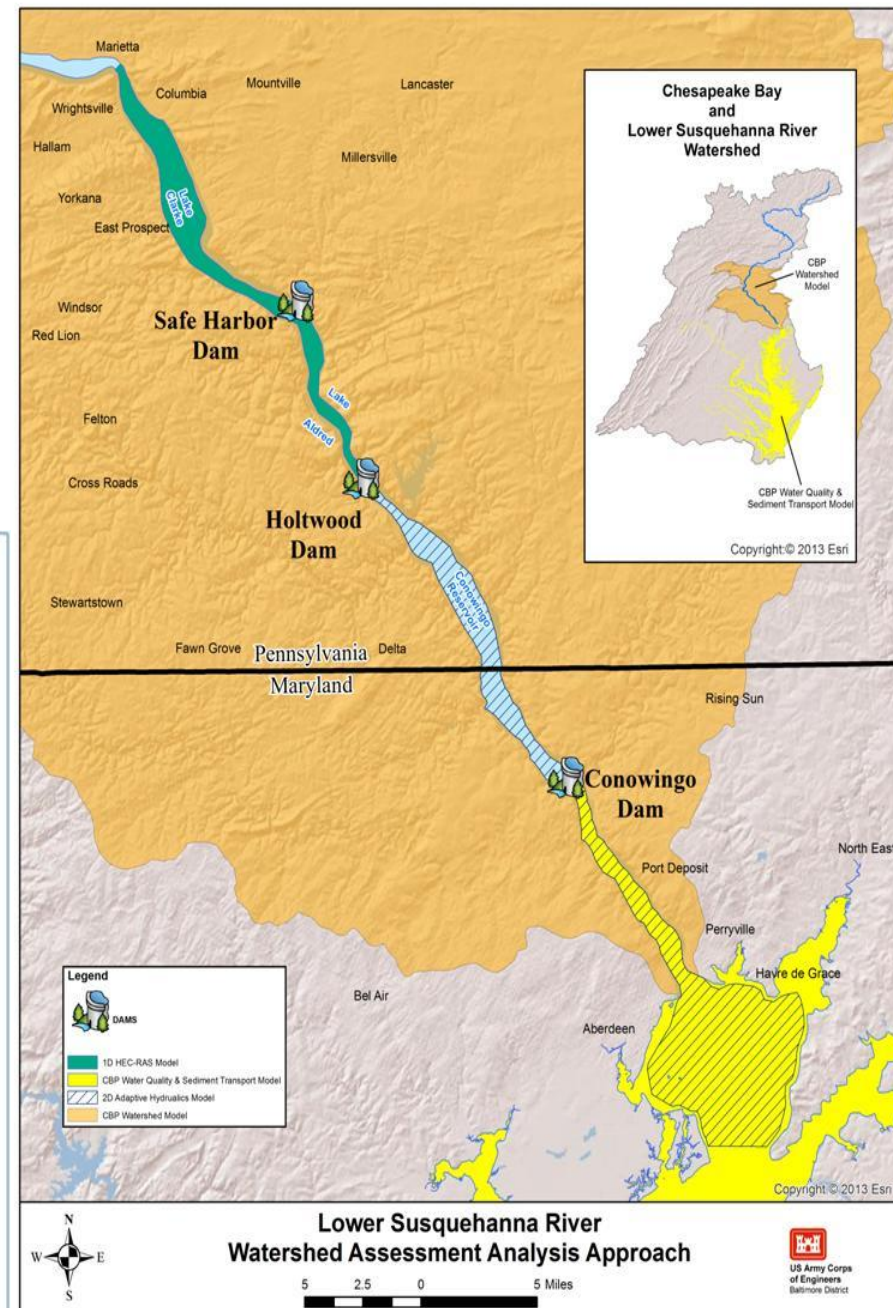 Marietta
Columbia
Mountville
Lancaster
Wrightsville
Hallam
Millersville
Yorkana
Lake
Clarke
East Prospect
Windsor
Red Lion
Safe Harbor
Dam
Lake
Aldred
Felton
Cross Roads
Holtwood
Dam
Conowingo
Reservoir
Stewartstown
Fawn Grove
Delta
Pennsylvania
Maryland
Rising Sun
Conowingo
Dam
Port Deposit
North East
Perryville
Havre de Grace
Bel Air
Aberdeen
Chesapeake Bay
and
Lower Susquehanna River
Watershed
CBP
Watershed
Model
CBP Water Quality &
Sediment Transport Model
Copyright:© 2013 Esri
Legend
DAMS
1D HEC-RAS Model
CBP Water Quality & Sediment Transport Model
2D Adaptive Hydrualics Model
CBP Watershed Model
Copyright:© 2013 Esri
N
W E
S
Lower Susquehanna River
Watershed Assessment Analysis Approach
5 2.5 0 5 Miles
US Army Corps
of Engineers
Baltimore District